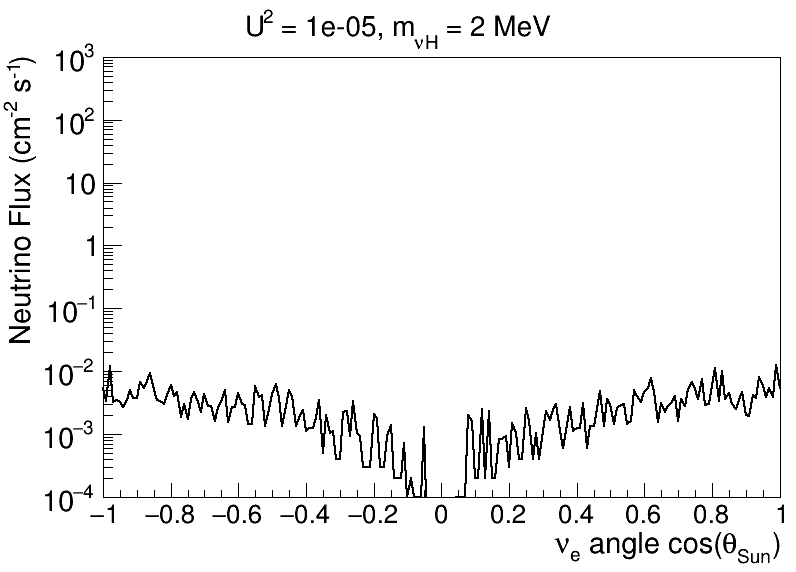 U² = 1e-05, m_νH = 2 MeV
Neutrino Flux (cm⁻² s⁻¹)
10³
10²
10
1
10⁻¹
10⁻²
10⁻³
10⁻⁴
−1 −0.8 −0.6 −0.4 −0.2 0 0.2 0.4 0.6 0.8 1
ν_e angle cos(θ_Sun)